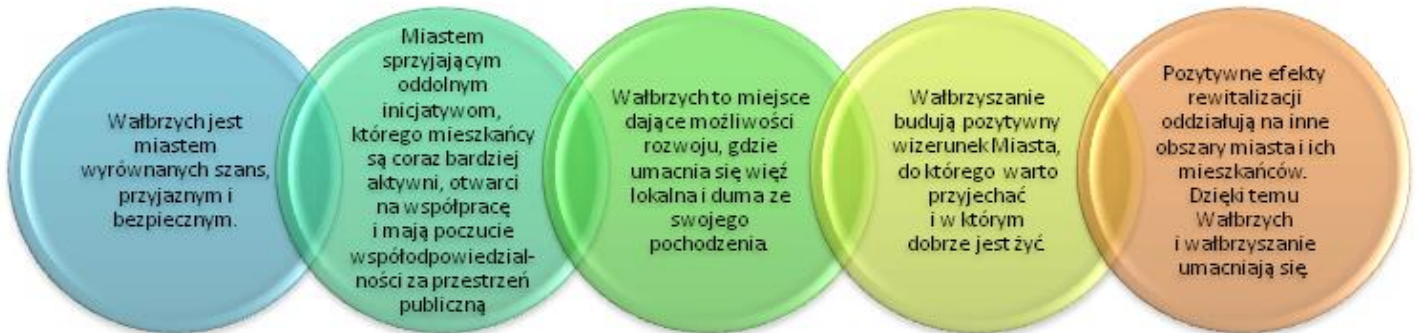 Wałbrzych jest
miastem
wyrównanych szans,
przyjaznym i
bezpiecznym.
Miastem
sprzyjającym
oddolnym
inicjatywom,
którego mieszkańcy
są coraz bardziej
aktywni, otwarci
na współpracę
i mają poczucie
współodpowiedzial-
ności za przestrzeń
publiczną
Wałbrzych to miejsce
dające możliwości
rozwoju, gdzie
umacnia się więź
lokalna i duma ze
swojego
pochodzenia.
Wałbrzyszanie
budują pozytywny
wizerunek Miasta,
do którego warto
przyjechać
i w którym
dobrze jest żyć.
Pozytywne efekty
rewitalizacji
oddziałują na inne
obszary miasta i ich
mieszkańców.
Dzięki temu
Wałbrzych
i wałbrzyszanie
umacniają się.